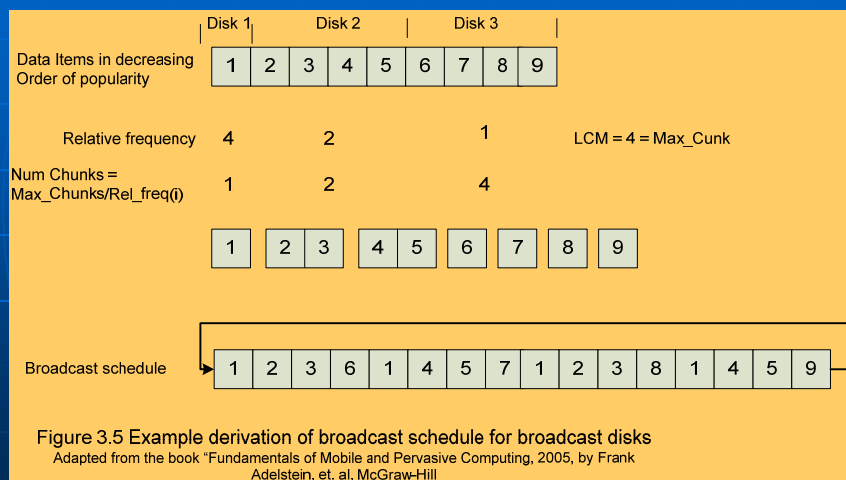 Disk 1 Disk 2 Disk 3
Data Items in decreasing
Order of popularity
1 2 3 4 5 6 7 8 9
Relative frequency 4 2 1 LCM = 4 = Max_Cunk
Num Chunks =
Max_Chunks/Rel_freq(i) 1 2 4
1 2 3 4 5 6 7 8 9
Broadcast schedule 1 2 3 6 1 4 5 7 1 2 3 8 1 4 5 9
Figure 3.5 Example derivation of broadcast schedule for broadcast disks
Adapted from the book “Fundamentals of Mobile and Pervasive Computing, 2005, by Frank
Adelstein, et. al, McGraw-Hill